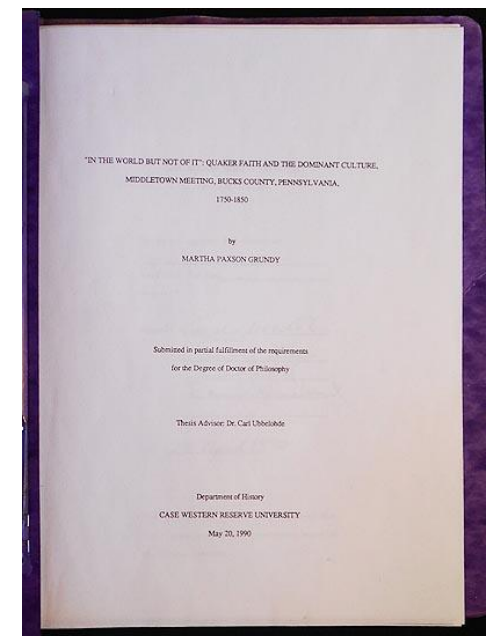 "IN THE WORLD BUT NOT OF IT": QUAKER FAITH AND THE DOMINANT CULTURE,
MIDDLETOWN MEETING, BUCKS COUNTY, PENNSYLVANIA,
1750-1850
by
MARTHA PAXSON GRUNDY
Submitted in partial fulfillment of the requirements
for the Degree of Doctor of Philosophy
Thesis Advisor: Dr. Carl Ubbelohde
Department of History
CASE WESTERN RESERVE UNIVERSITY
May 20, 1990